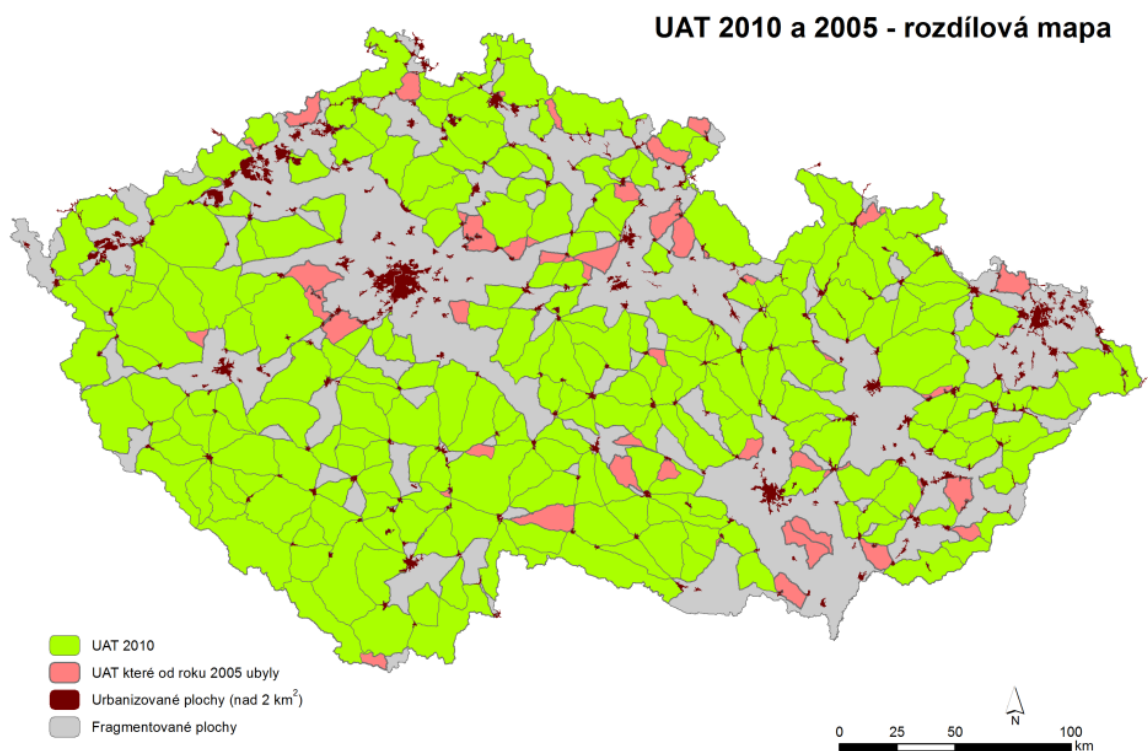 UAT 2010 a 2005 - rozdílová mapa
UAT 2010
UAT které od roku 2005 ubyly
Urbanizované plochy (nad 2 km²)
Fragmentované plochy
N
0 25 50 100
km